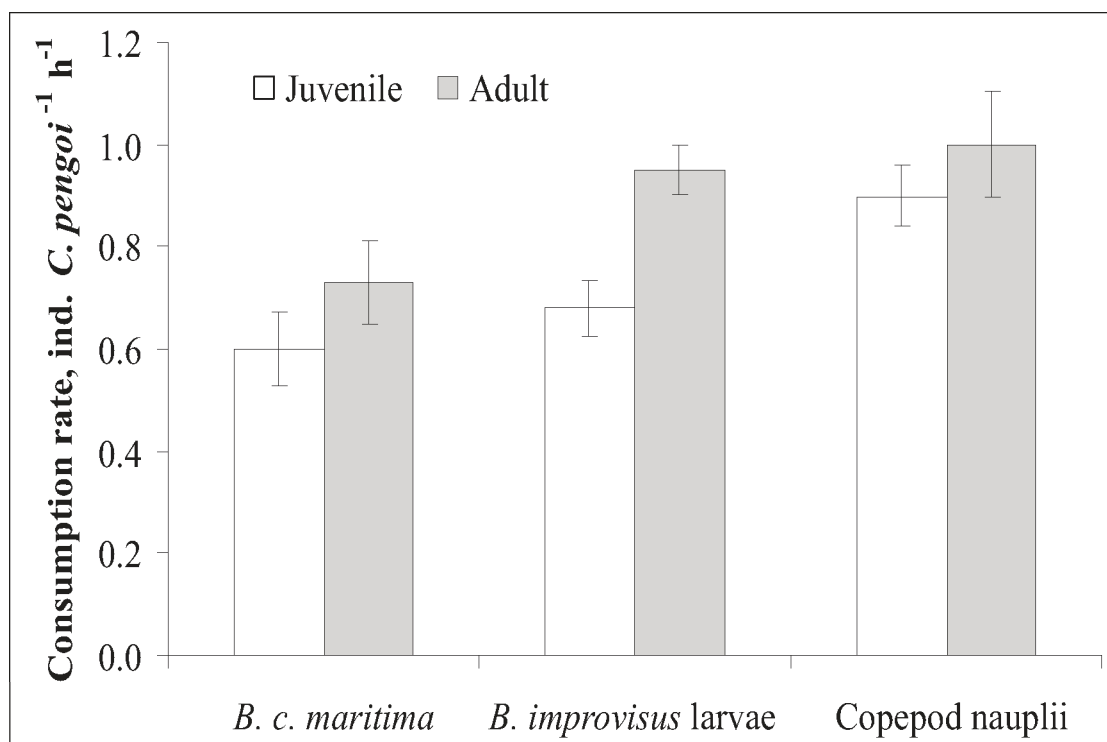 Consumption rate, ind. C. pengoi⁻¹ h⁻¹
1.2
1.0
0.8
0.6
0.4
0.2
0.0
Juvenile Adult
B. c. maritima B. improvisus larvae Copepod nauplii